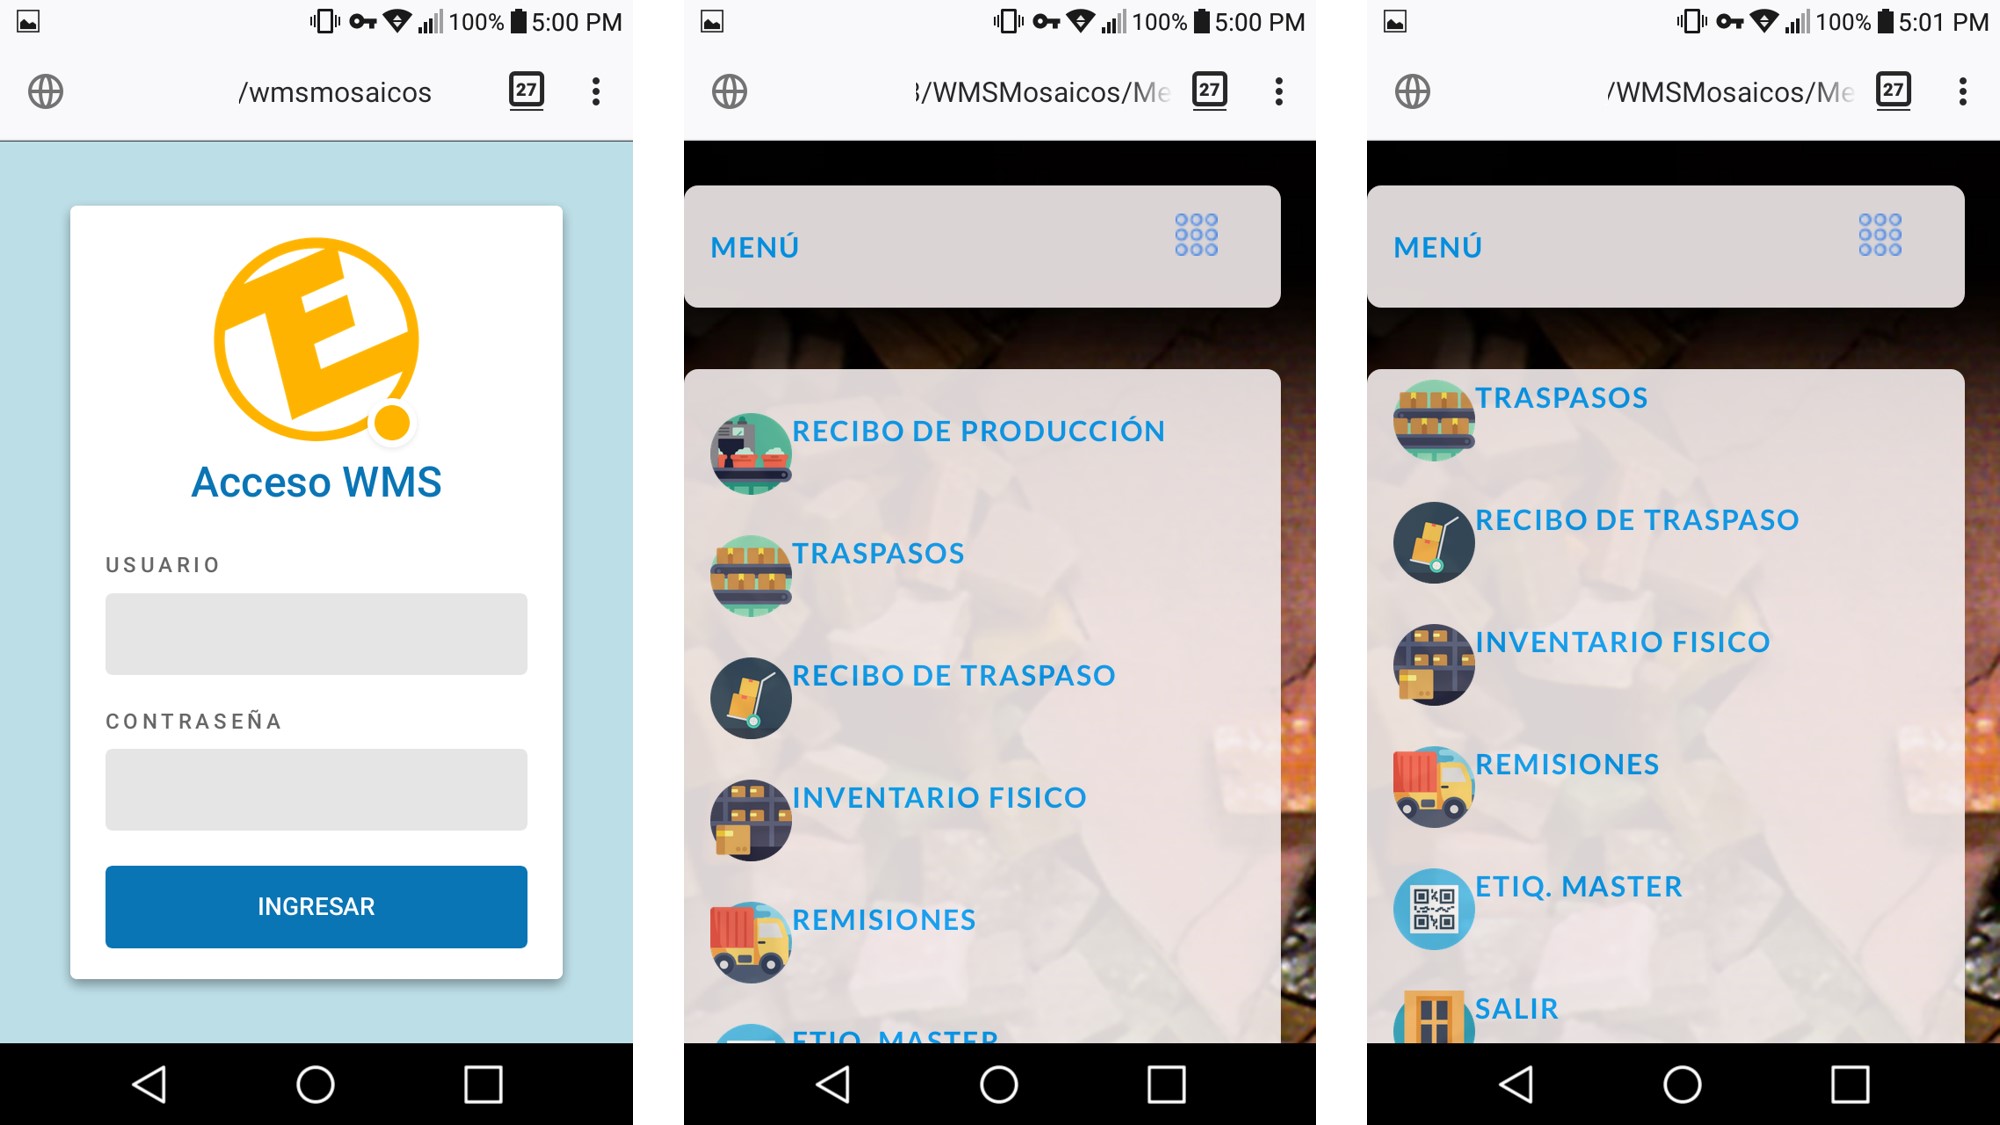 100% 5:00 PM
/wmsmosaicos 27
E
Acceso WMS
USUARIO
CONTRASEÑA
INGRESAR
100% 5:00 PM
/WMSMosaicos/Me 27
MENÚ
RECIBO DE PRODUCCIÓN
TRASPASOS
RECIBO DE TRASPASO
INVENTARIO FISICO
REMISIONES
ETIQ. MASTER
100% 5:01 PM
/WMSMosaicos/Me 27
MENÚ
TRASPASOS
RECIBO DE TRASPASO
INVENTARIO FISICO
REMISIONES
ETIQ. MASTER
SALIR